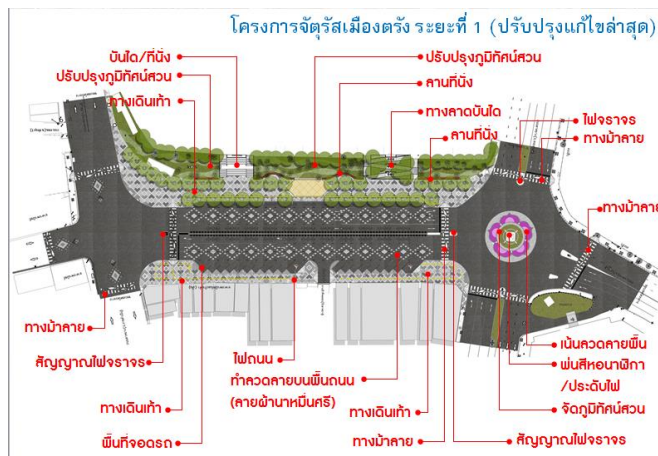 โครงการจัตุรัสเมืองตรัง ระยะที่ 1 (ปรับปรุงแก้ไขล่าสุด)
บันได/ที่นั่ง
ปรับปรุงภูมิทัศน์สวน
ปรับปรุงภูมิทัศน์สวน
ลานที่นั่ง
ทางเดินเท้า
ทางลาดบันได
ไฟจราจร
ลานที่นั่ง
ทางม้าลาย
ทางม้าลาย
ทางม้าลาย
สัญญาณไฟจราจร
ไฟถนน
ทำลวดลายบนพื้นถนน
(ลายผ้านาหมื่นศรี)
ทางเดินเท้า
พื้นที่จอดรถ
ทางเดินเท้า
ทางม้าลาย
เน้นลวดลายพื้น
พ่นสีหอนาฬิกา
/ประดับไฟ
จัดภูมิทัศน์สวน
สัญญาณไฟจราจร